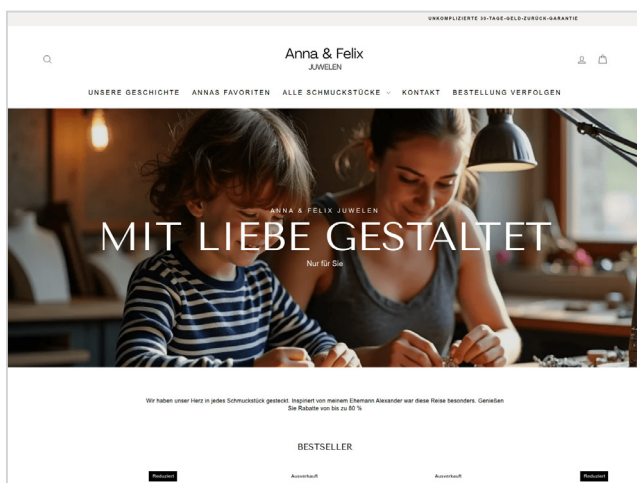 UNKOMPLIZIERTE 30-TAGE-GELD-ZURÜCK-GARANTIE
Anna & Felix
JUWELEN
UNSERE GESCHICHTE ANNAS FAVORITEN ALLE SCHMUCKSTÜCKE KONTAKT BESTELLUNG VERFOLGEN
ANNA & FELIX JUWELEN
MIT LIEBE GESTALTET
Nur für Sie
Wir haben unser Herz in jedes Schmuckstück gesteckt. Inspiriert von meinem Ehemann Alexander war diese Reise besonders. Genießen
Sie Rabatte von bis zu 80 %
BESTSELLER
Reduziert Ausverkauft Ausverkauft Reduziert